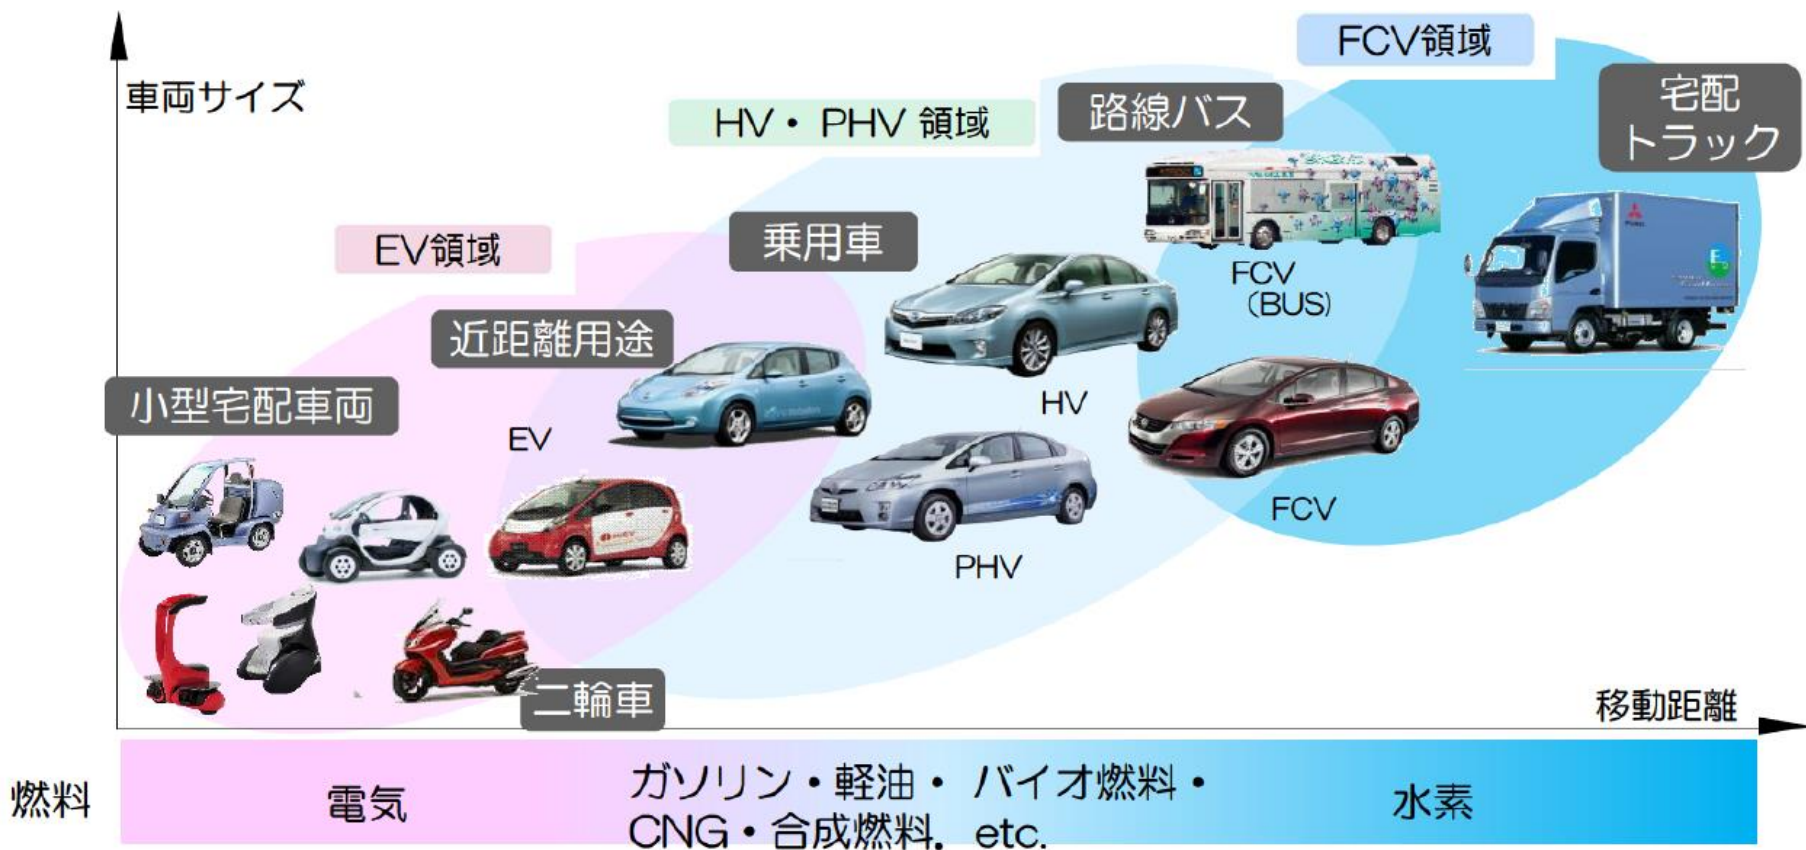 FCV領域
車両サイズ
宅配
トラック
HV・PHV 領域
路線バス
EV領域
乗用車
FCV
(BUS)
近距離用途
小型宅配車両
HV
EV
FCV
PHV
二輪車
移動距離
燃料
電気
ガソリン・軽油・ バイオ燃料・
CNG・合成燃料. etc.
水素